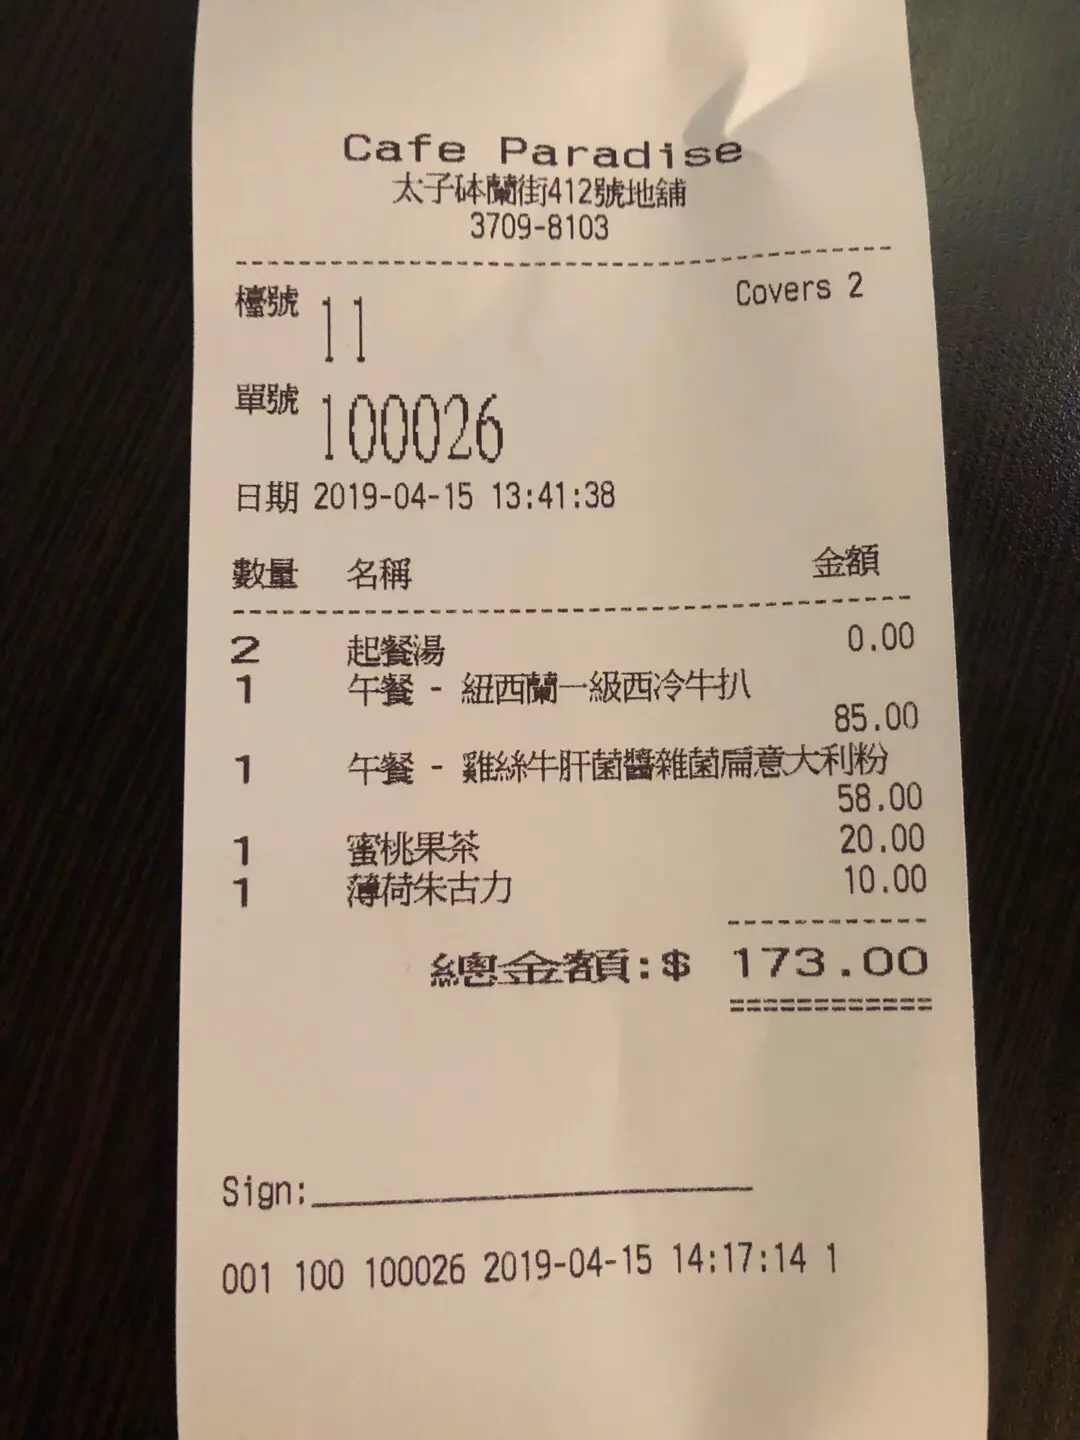 Cafe Paradise
太子砵蘭街412號地舖
3709-8103
檯號 11 Covers 2
單號 100026
日期 2019-04-15 13:41:38
數量 名稱 金額
2 起餐湯 0.00
1 午餐 - 紐西蘭一級西冷牛扒
85.00
1 午餐 - 雞絲牛肝菌醬雜菌扁意大利粉
58.00
1 蜜桃果茶 20.00
1 薄荷朱古力 10.00
總金額:$ 173.00
Sign:
001 100 100026 2019-04-15 14:17:14 1